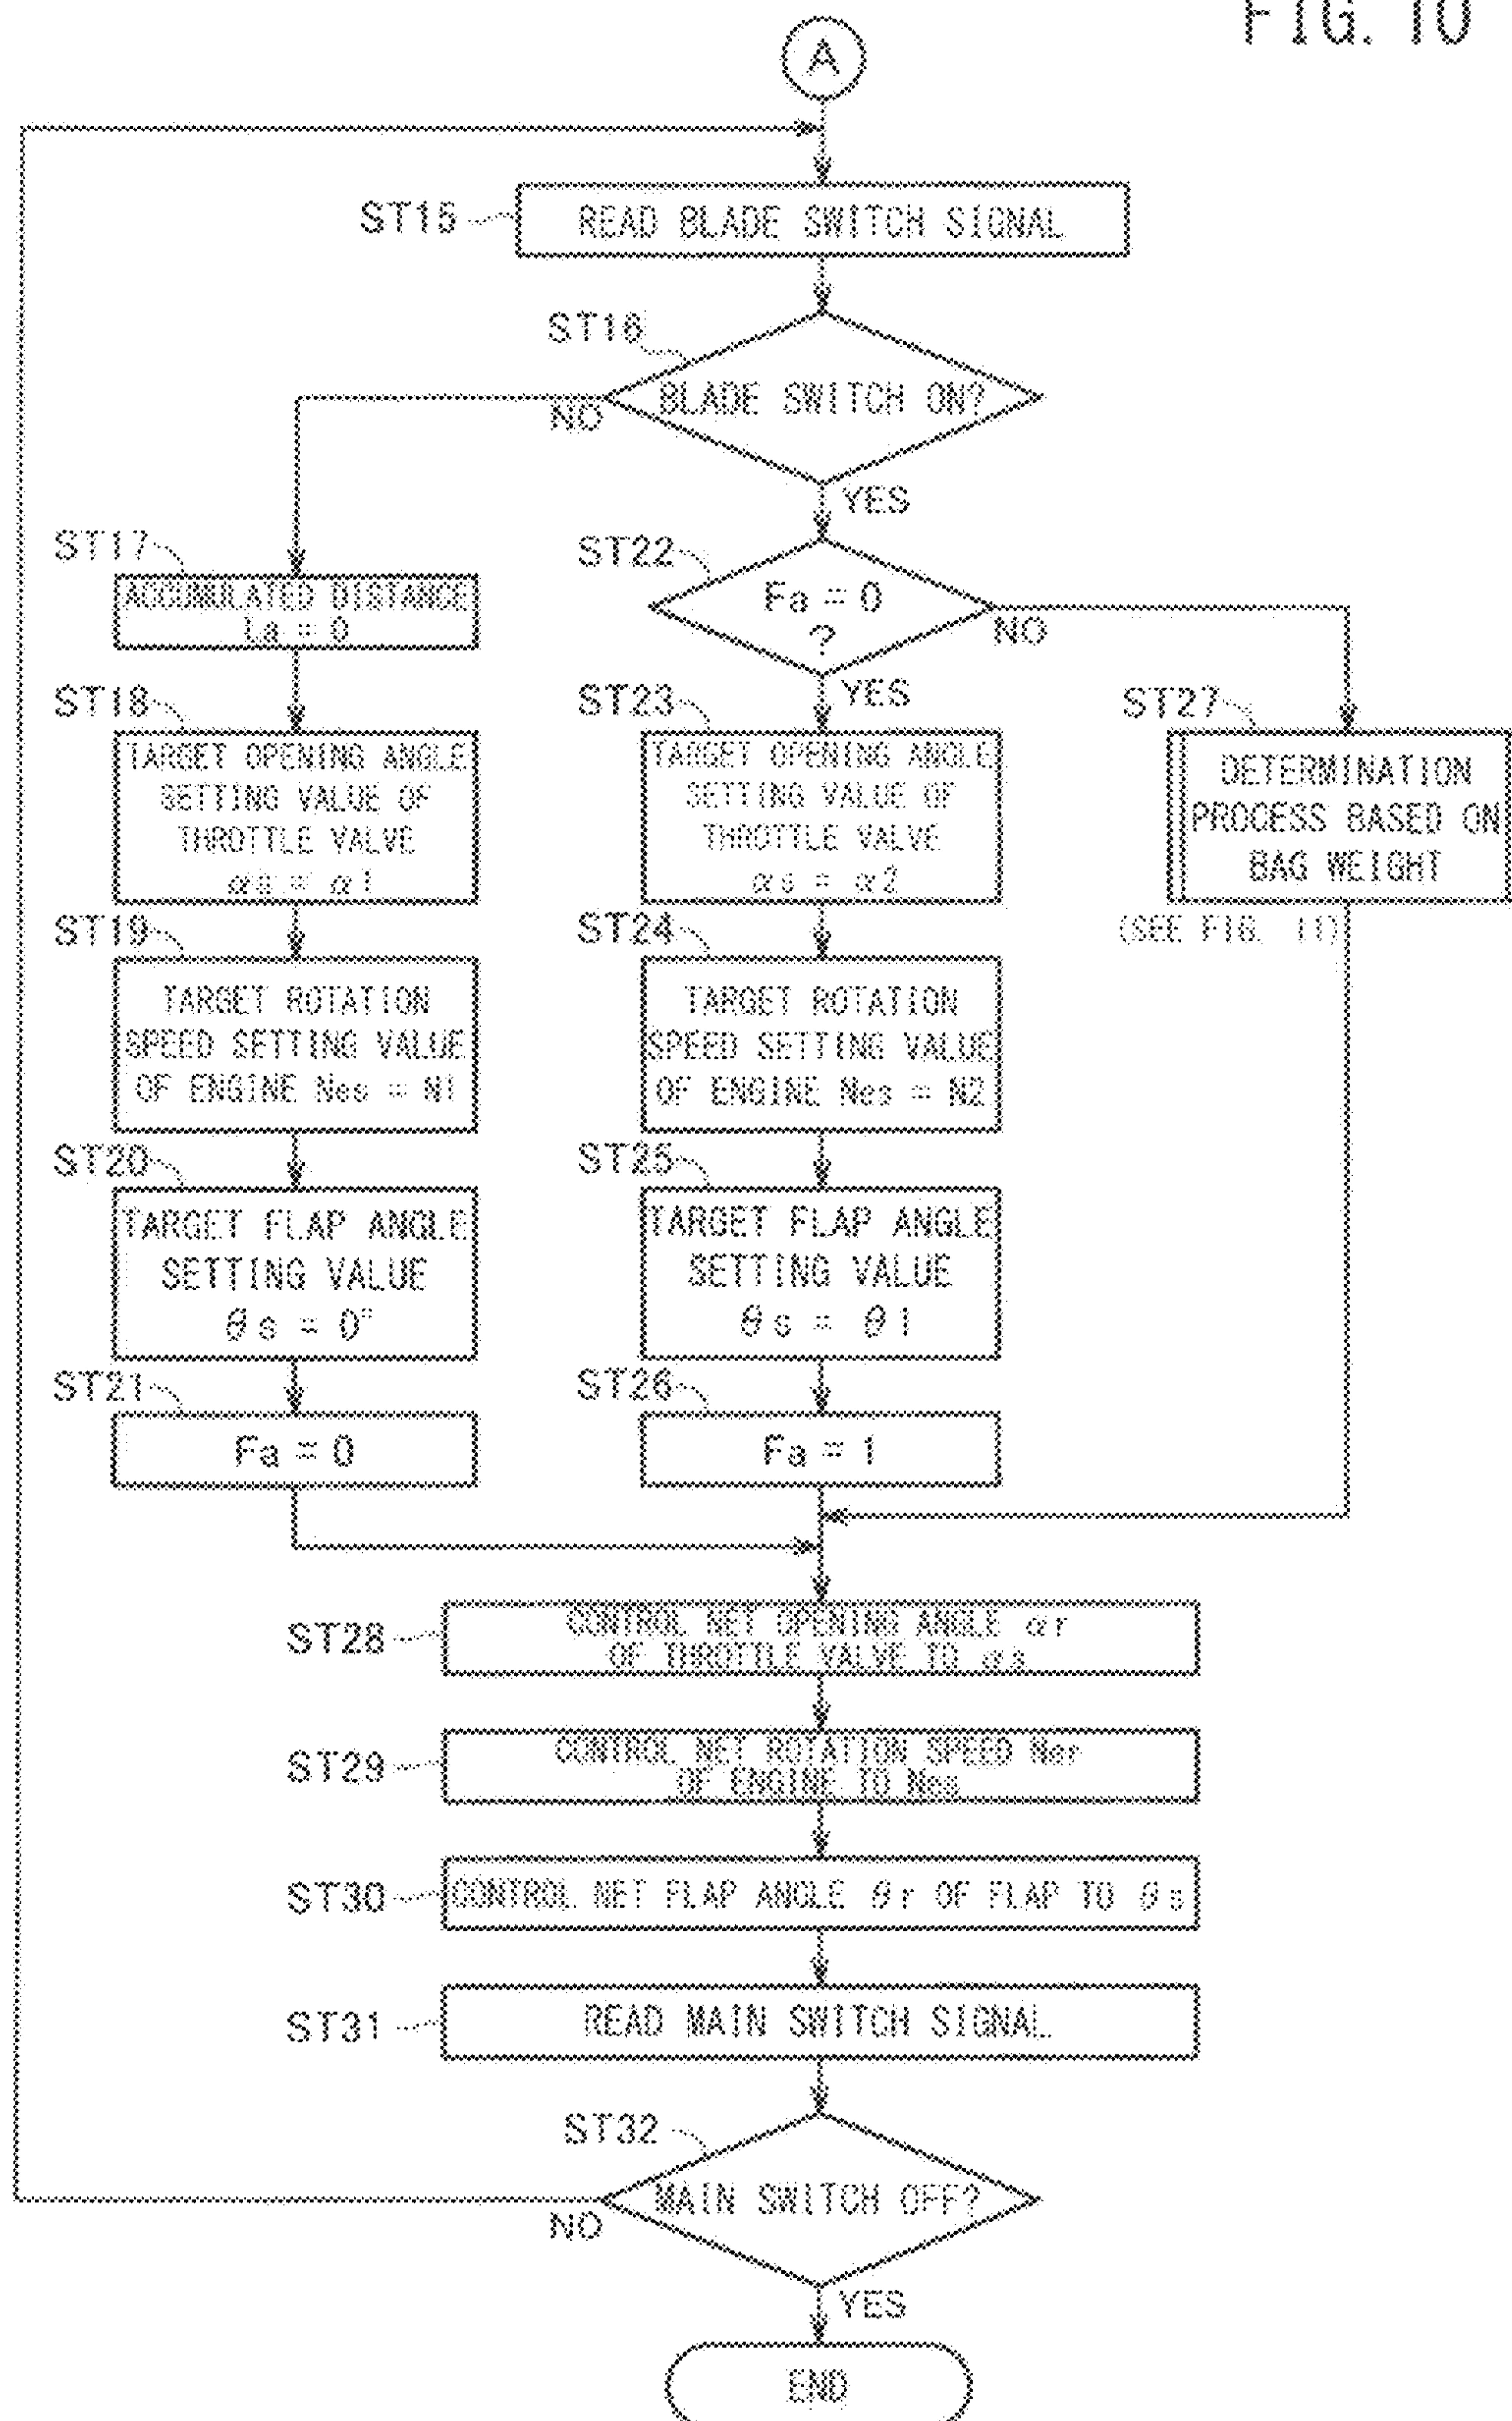 FIG. 10
A
ST15
READ BLADE SWITCH SIGNAL
ST16
BLADE SWITCH ON?
NO
YES
ST17
ACCUMULATED DISTANCE
La = 0
ST22
Fa = 0
?
NO
YES
ST18
TARGET OPENING ANGLE
SETTING VALUE OF
THROTTLE VALVE
αs = α1
ST23
TARGET OPENING ANGLE
SETTING VALUE OF
THROTTLE VALVE
αs = α2
ST27
DETERMINATION
PROCESS BASED ON
BAG WEIGHT
(SEE FIG. 11)
ST19
TARGET ROTATION
SPEED SETTING VALUE
OF ENGINE Nes = N1
ST24
TARGET ROTATION
SPEED SETTING VALUE
OF ENGINE Nes = N2
ST20
TARGET FLAP ANGLE
SETTING VALUE
θs = 0°
ST25
TARGET FLAP ANGLE
SETTING VALUE
θs = θ1
ST21
Fa = 0
ST26
Fa = 1
ST28
CONTROL NET OPENING ANGLE αr
OF THROTTLE VALVE TO αs
ST29
CONTROL NET ROTATION SPEED Ner
OF ENGINE TO Nes
ST30
CONTROL NET FLAP ANGLE θr OF FLAP TO θs
ST31
READ MAIN SWITCH SIGNAL
ST32
MAIN SWITCH OFF?
NO
YES
END